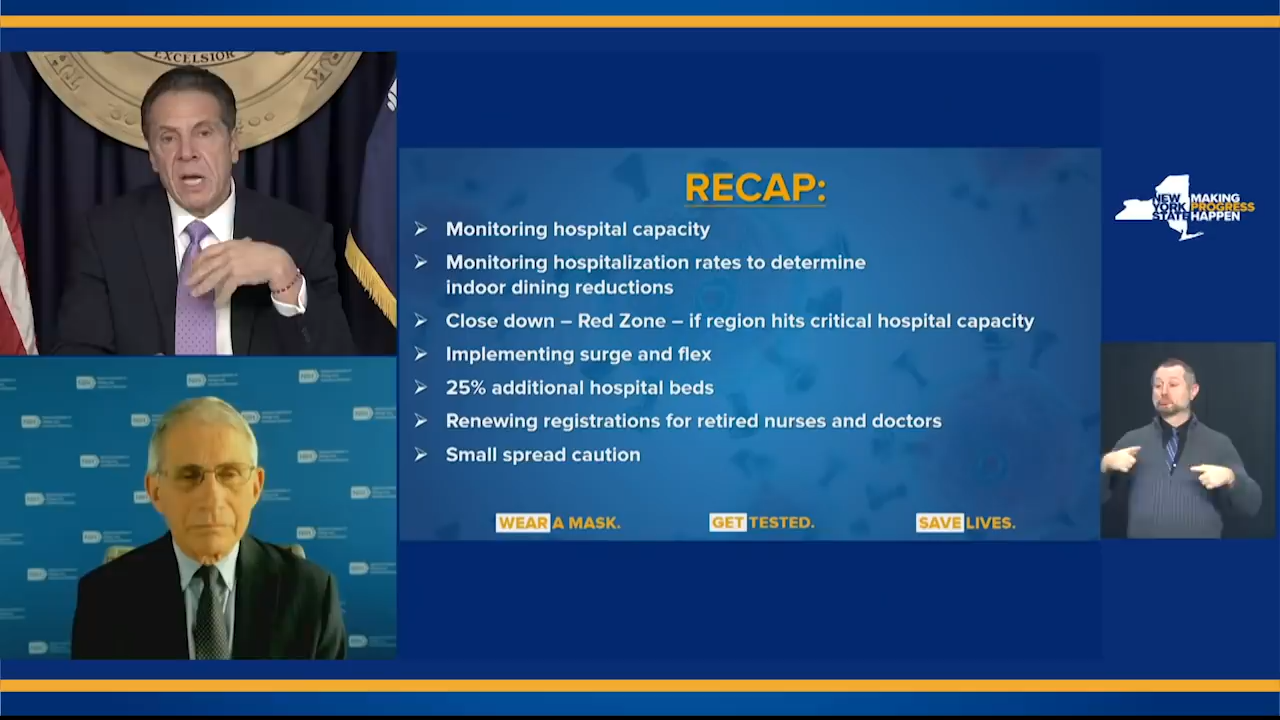 EXCELSIOR
RECAP:
➢ Monitoring hospital capacity
➢ Monitoring hospitalization rates to determine
indoor dining reductions
➢ Close down – Red Zone – if region hits critical hospital capacity
➢ Implementing surge and flex
➢ 25% additional hospital beds
➢ Renewing registrations for retired nurses and doctors
➢ Small spread caution
WEAR A MASK. GET TESTED. SAVE LIVES.
NEW
YORK
STATE
MAKING
PROGRESS
HAPPEN
NIH